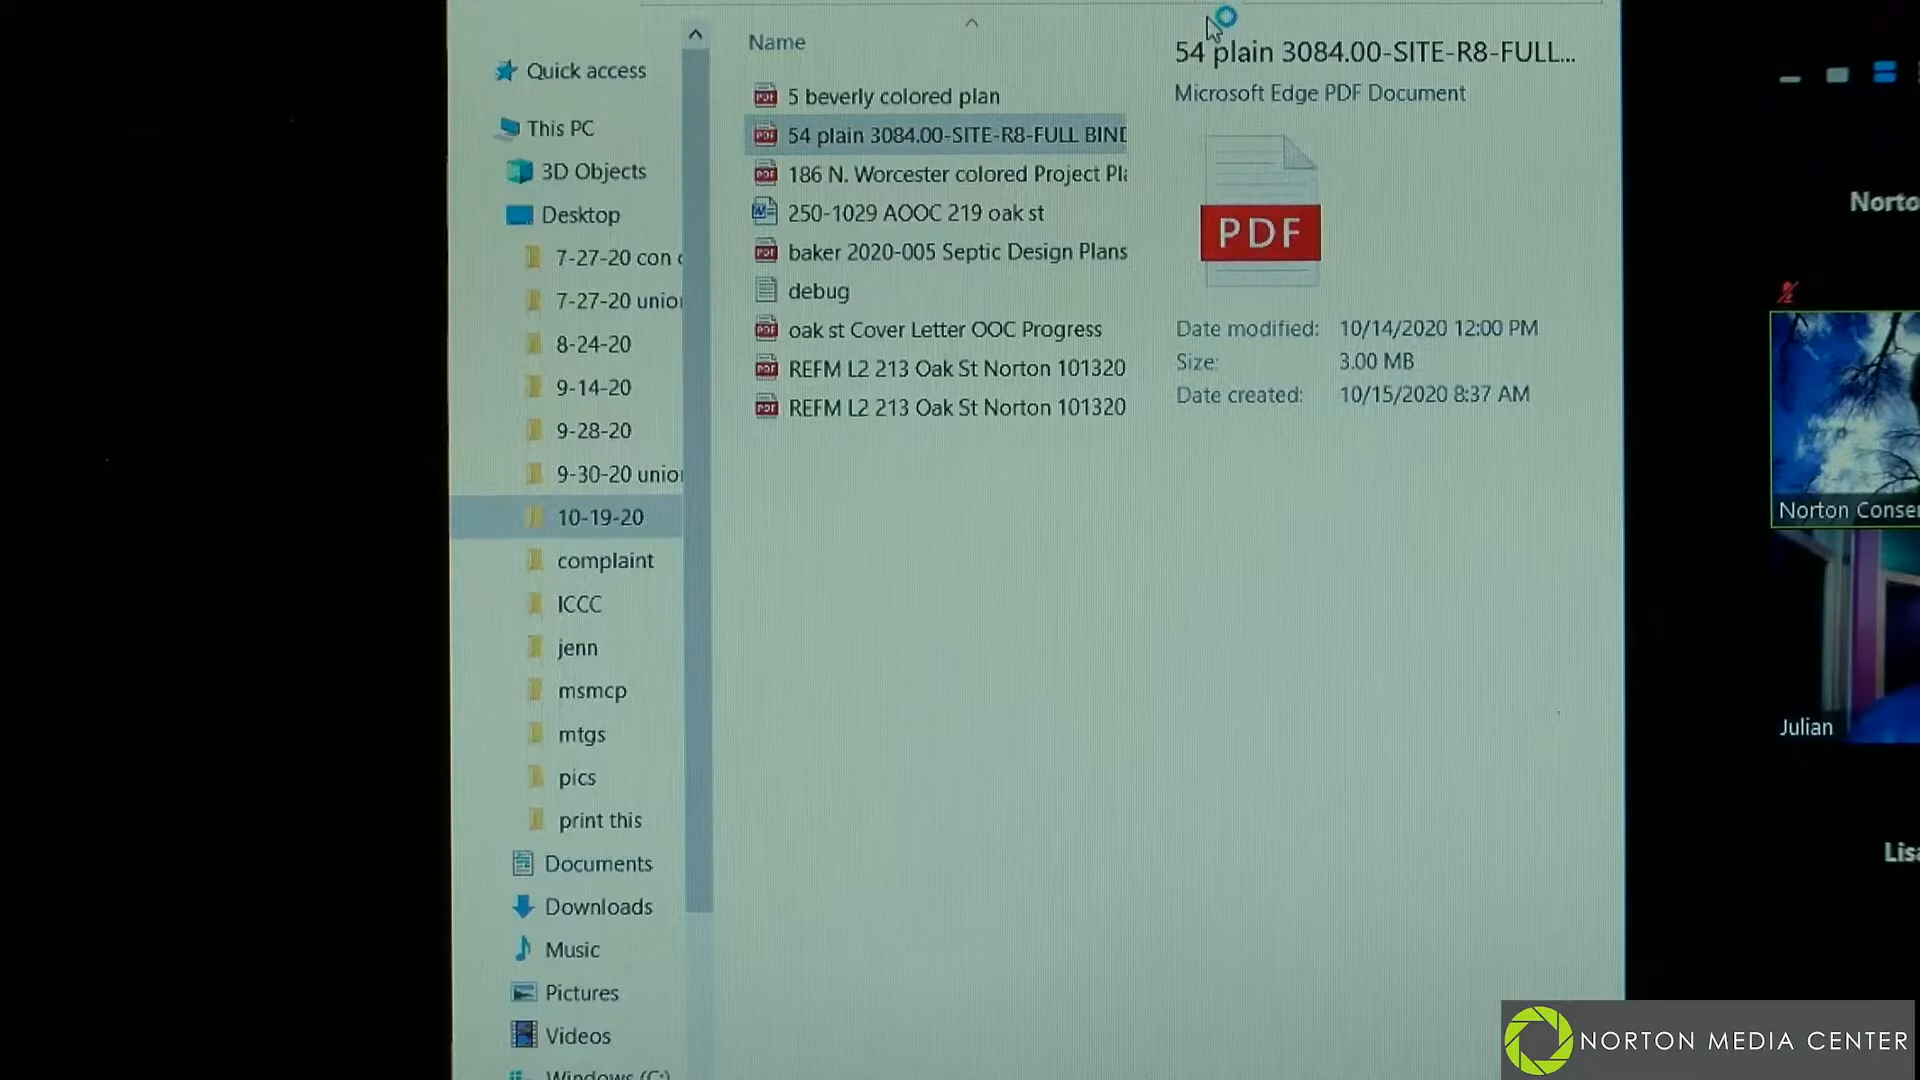 Quick access
This PC
3D Objects
Desktop
7-27-20 con
7-27-20
8-24-20
9-14-20
9-28-20
9-30-20
10-19-20
complaint
ICCC
jenn
msmcp
mtgs
pics
print this
Documents
Downloads
Music
Pictures
Videos
Windows (C:)
Name
5 beverly colored plan
54 plain 3084.00-SITE-R8-FULL BIND
186 N. Worcester colored Project Pla
250-1029 AOOC 219 oak st
baker 2020-005 Septic Design Plans
debug
oak st Cover Letter OOC Progress
REFM L2 213 Oak St Norton 101320
REFM L2 213 Oak St Norton 101320
54 plain 3084.00-SITE-R8-FULL...
Microsoft Edge PDF Document
PDF
Date modified: 10/14/2020 12:00 PM
Size: 3.00 MB
Date created: 10/15/2020 8:37 AM
Norto
Norton Conser
Julian
Lisa
NORTON MEDIA CENTER